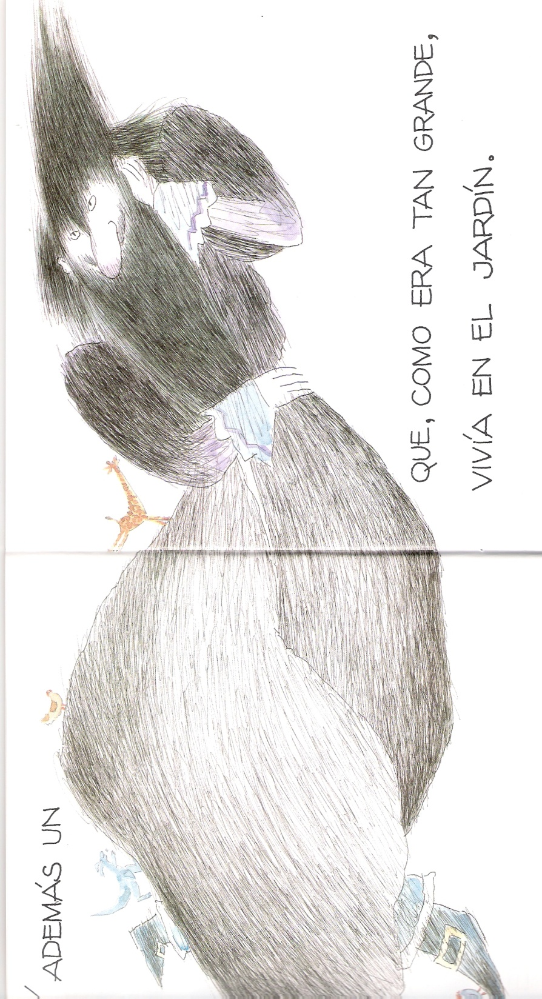 ADEMÁS UN
QUE, COMO ERA TAN GRANDE,
VIVÍA EN EL JARDÍN.